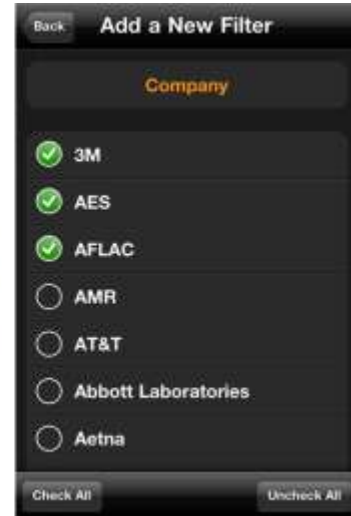 Back Add a New Filter
Company
3M
AES
AFLAC
AMR
AT&T
Abbott Laboratories
Aetna
Check All Uncheck All